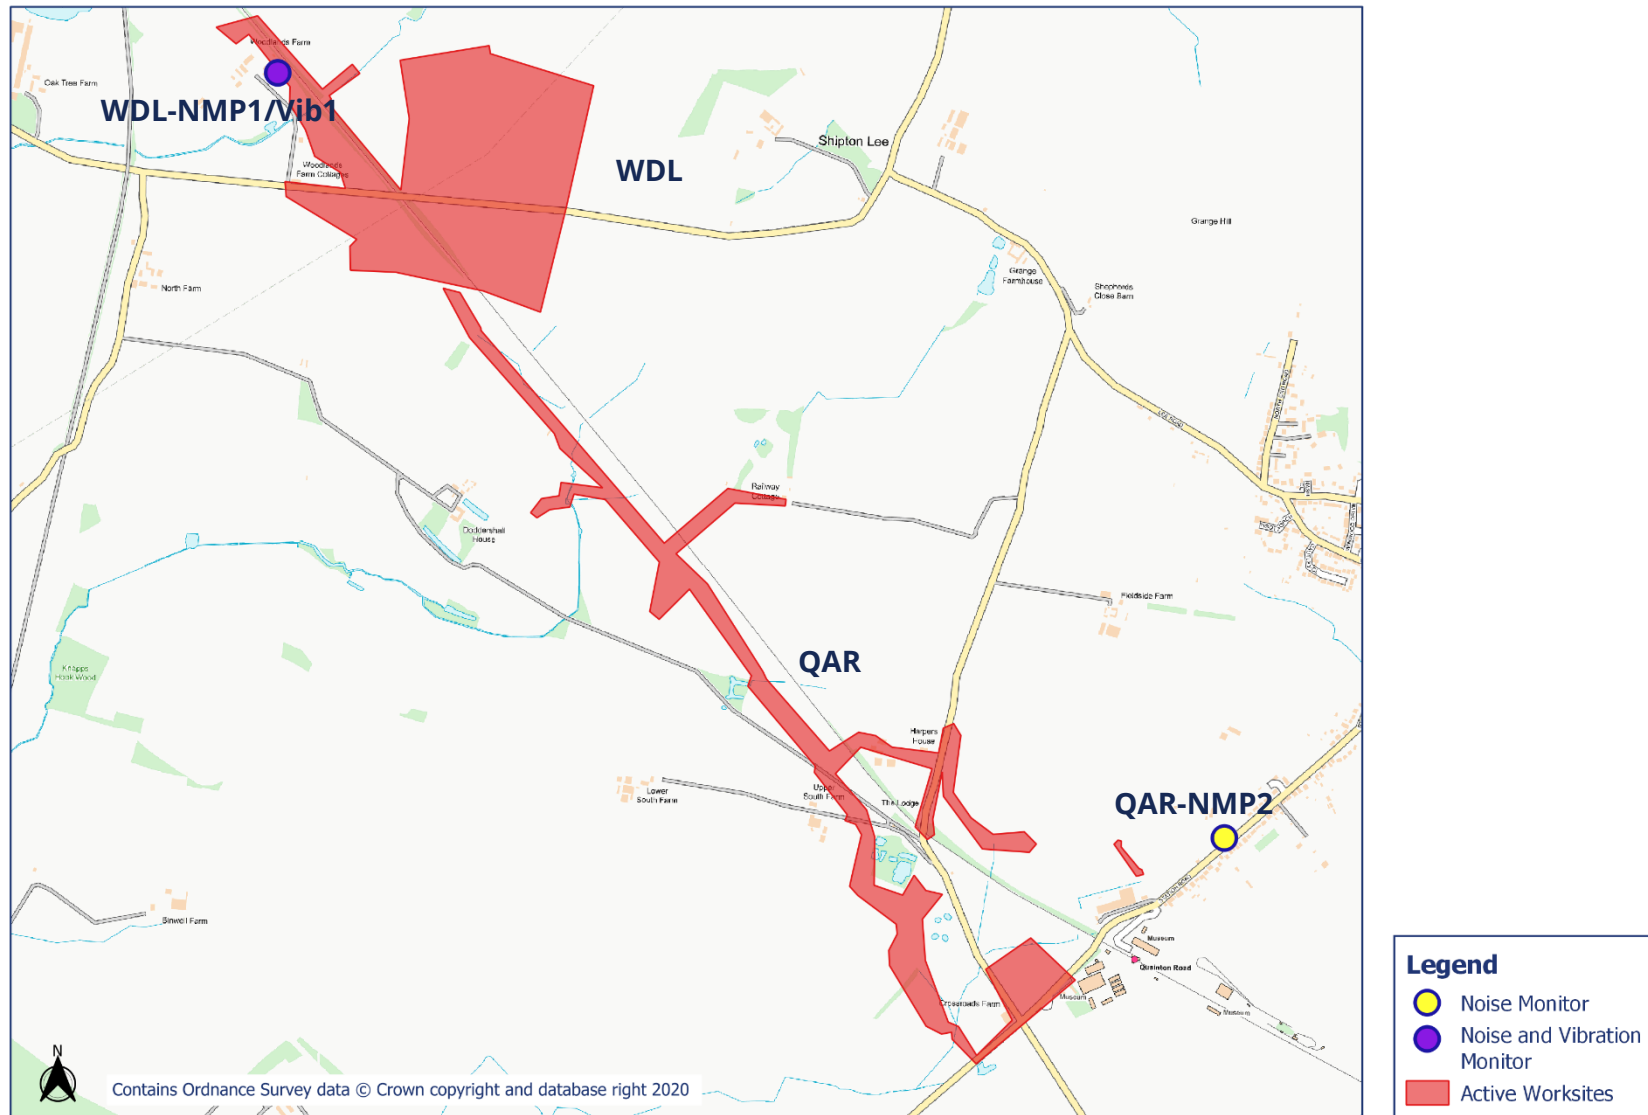 Woodlands Farm
Oak Tree Farm
WDL-NMP1/Vib1
Shipton Lee
WDL
Woodlands
Farm Cottages
Grange Hill
Grange
Farmhouse
Shepherds
Close Barn
North Farm
Railway
Cottage
Doddershall
House
Fieldside Farm
Knapps
Hook Wood
QAR
Harpers
House
Lower
South Farm
Upper
South Farm
The Lodge
QAR-NMP2
STATION ROAD
Binwell Farm
Museum
Quainton Road
Museum
Crossroads Farm
Museum
N
Contains Ordnance Survey data © Crown copyright and database right 2020
Legend
Noise Monitor
Noise and Vibration
Monitor
Active Worksites